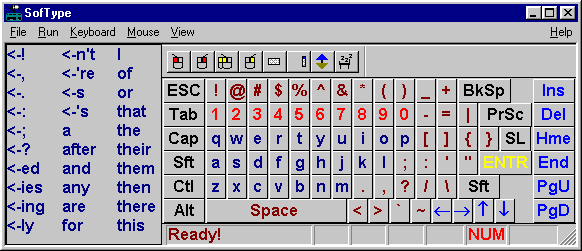 SofType
File Run Keyboard Mouse View Help
<-! <-n't I
<-, <-'re of
<-. <-s or
<-: <-'s that
<-; a the
<-? after their
<-ed and them
<-ies any then
<-ing are there
<-ly for this
ESC ! @ # $ % ^ & * ( ) _ + BkSp Ins
Tab 1 2 3 4 5 6 7 8 9 0 - = | PrSc Del
Cap q w e r t y u i o p [ ] { } SL Hme
Sft a s d f g h j k l ; : ' " ENTR End
Ctl z x c v b n m . , ? / \ Sft PgU
Alt Space < > ` ~ ← → ↑ ↓ PgD
Ready! NUM